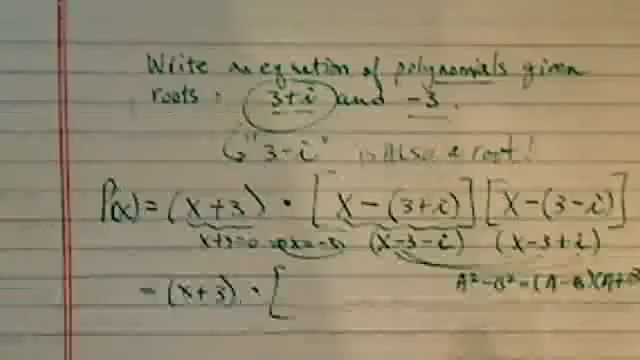 Write an equation of polynomials given
roots: 3+i and -3.
"3-i" is Also a root!
P(x) = (x+3) · [x-(3+i)][x-(3-i)]
x+3=0 x=-3 (x-3-i) (x-3+i)
= (x+3) · [ A²-B²=(A-B)(A+B)